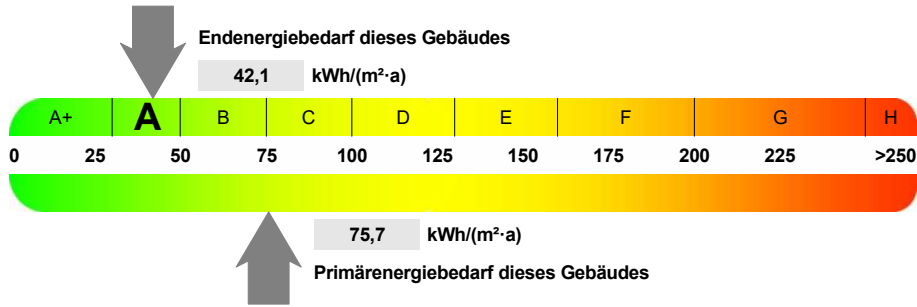 Endenergiebedarf dieses Gebäudes
42,1 kWh/(m²·a)
A+ A B C D E F G H
0 25 50 75 100 125 150 175 200 225 >250
75,7 kWh/(m²·a)
Primärenergiebedarf dieses Gebäudes